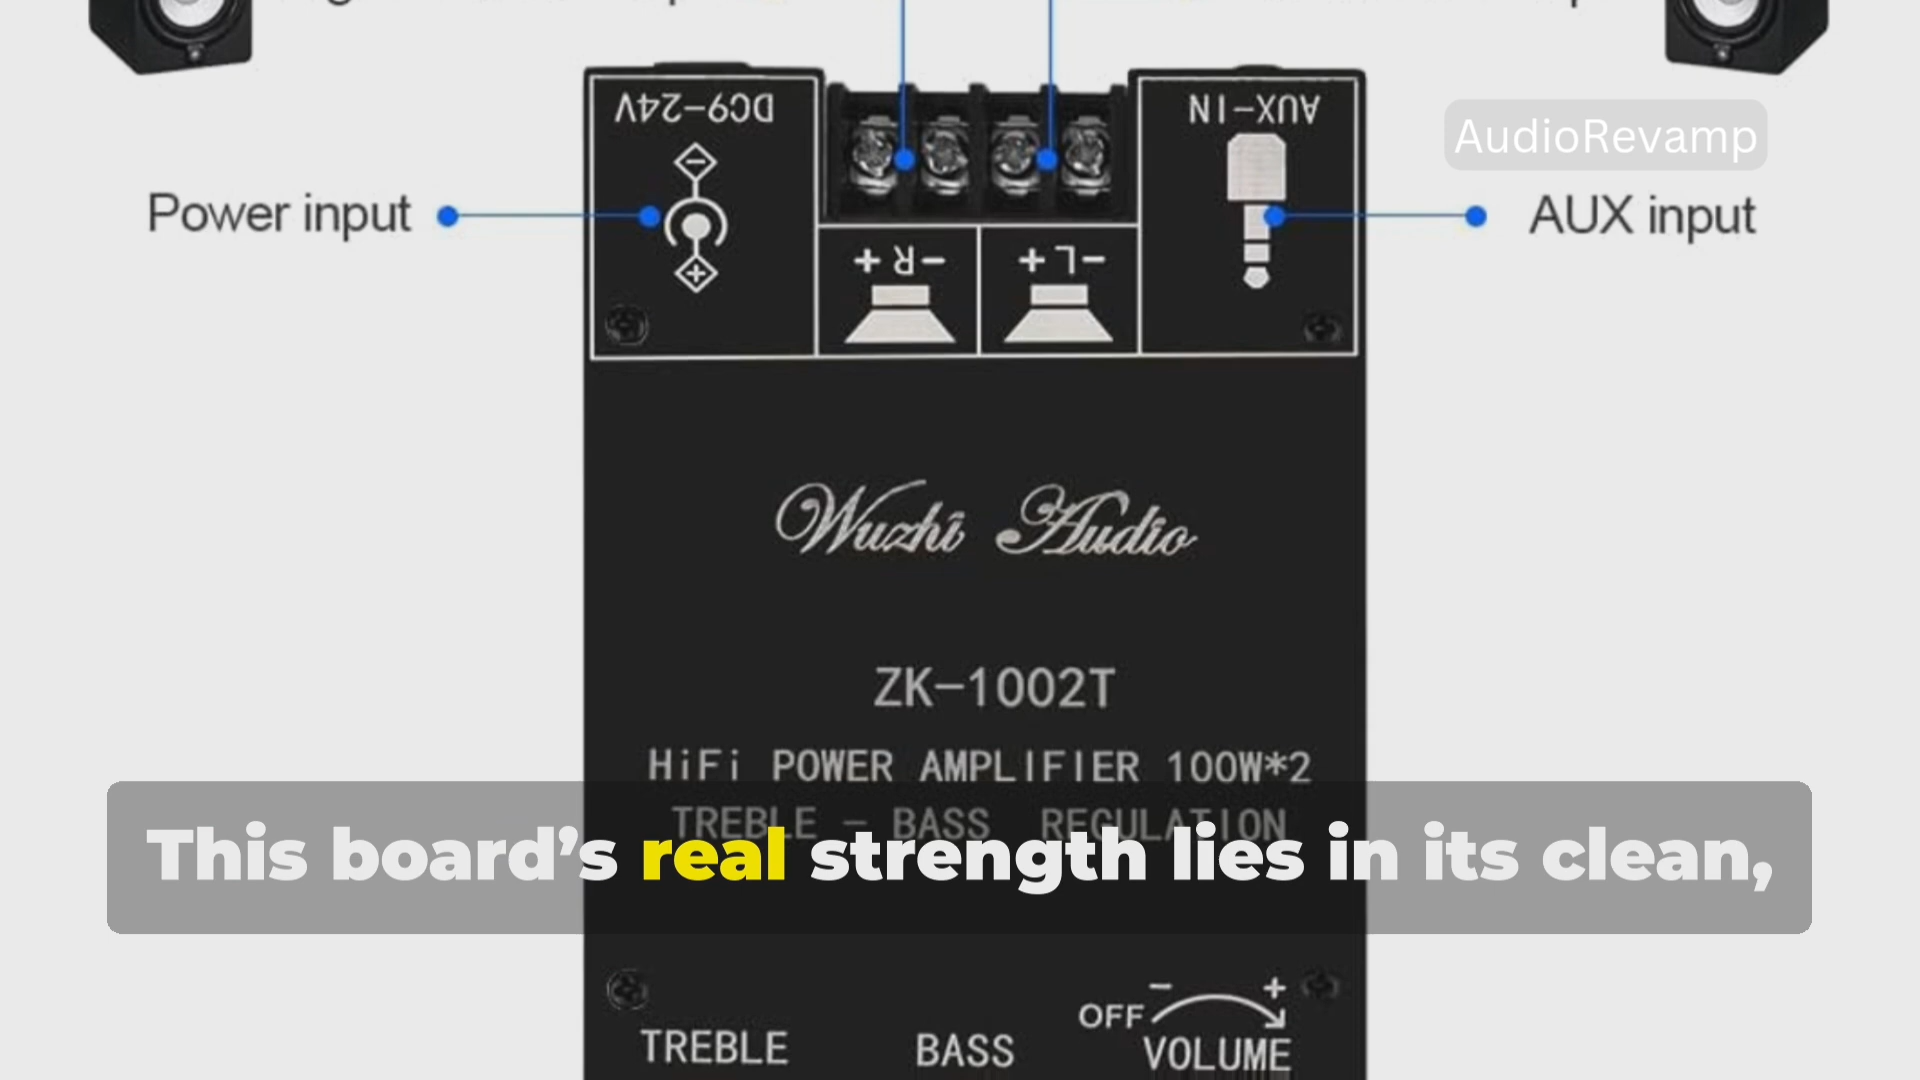 DC9-24V
AUX-IN
AudioRevamp
Power input
AUX input
+ R -
+ L -
Wuzhi Audio
ZK-1002T
HiFi POWER AMPLIFIER 100W*2
TREBLE - BASS REGULATION
This board's real strength lies in its clean,
- +
OFF
TREBLE BASS VOLUME